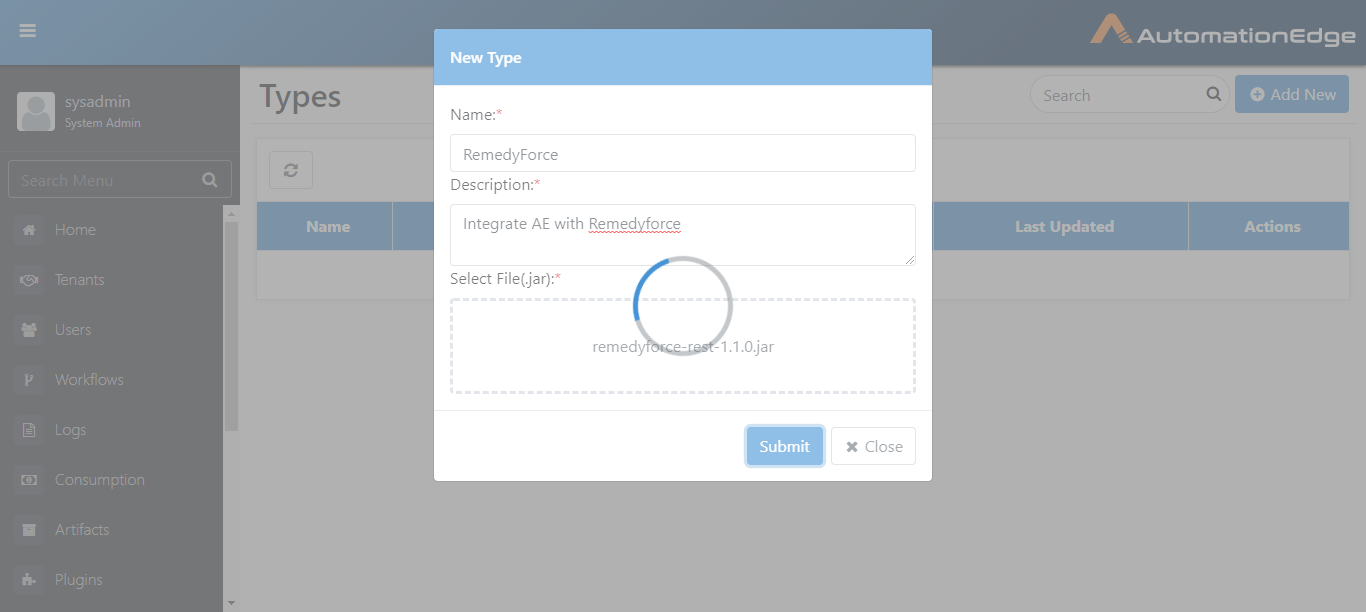 AutomationEdge
sysadmin
System Admin
Search Menu
Home
Tenants
Users
Workflows
Logs
Consumption
Artifacts
Plugins
Types
Search
Add New
Name
Last Updated
Actions
New Type
Name:*
RemedyForce
Description:*
Integrate AE with Remedyforce
Select File(.jar):*
remedyforce-rest-1.1.0.jar
Submit
Close